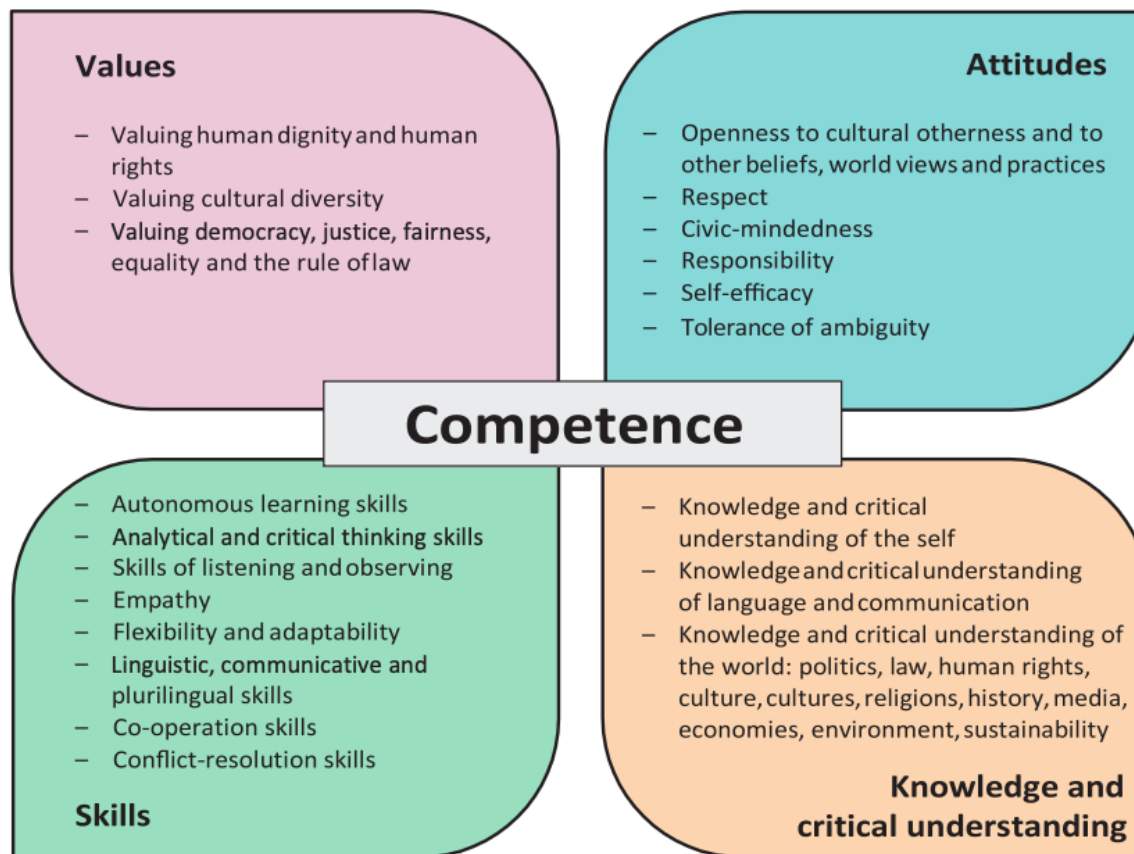 Values
– Valuing human dignity and human
rights
– Valuing cultural diversity
– Valuing democracy, justice, fairness,
equality and the rule of law
Attitudes
– Openness to cultural otherness and to
other beliefs, world views and practices
– Respect
– Civic-mindedness
– Responsibility
– Self-efficacy
– Tolerance of ambiguity
Competence
– Autonomous learning skills
– Analytical and critical thinking skills
– Skills of listening and observing
– Empathy
– Flexibility and adaptability
– Linguistic, communicative and
plurilingual skills
– Co-operation skills
– Conflict-resolution skills
Skills
– Knowledge and critical
understanding of the self
– Knowledge and critical understanding
of language and communication
– Knowledge and critical understanding of
the world: politics, law, human rights,
culture, cultures, religions, history, media,
economies, environment, sustainability
Knowledge and
critical understanding